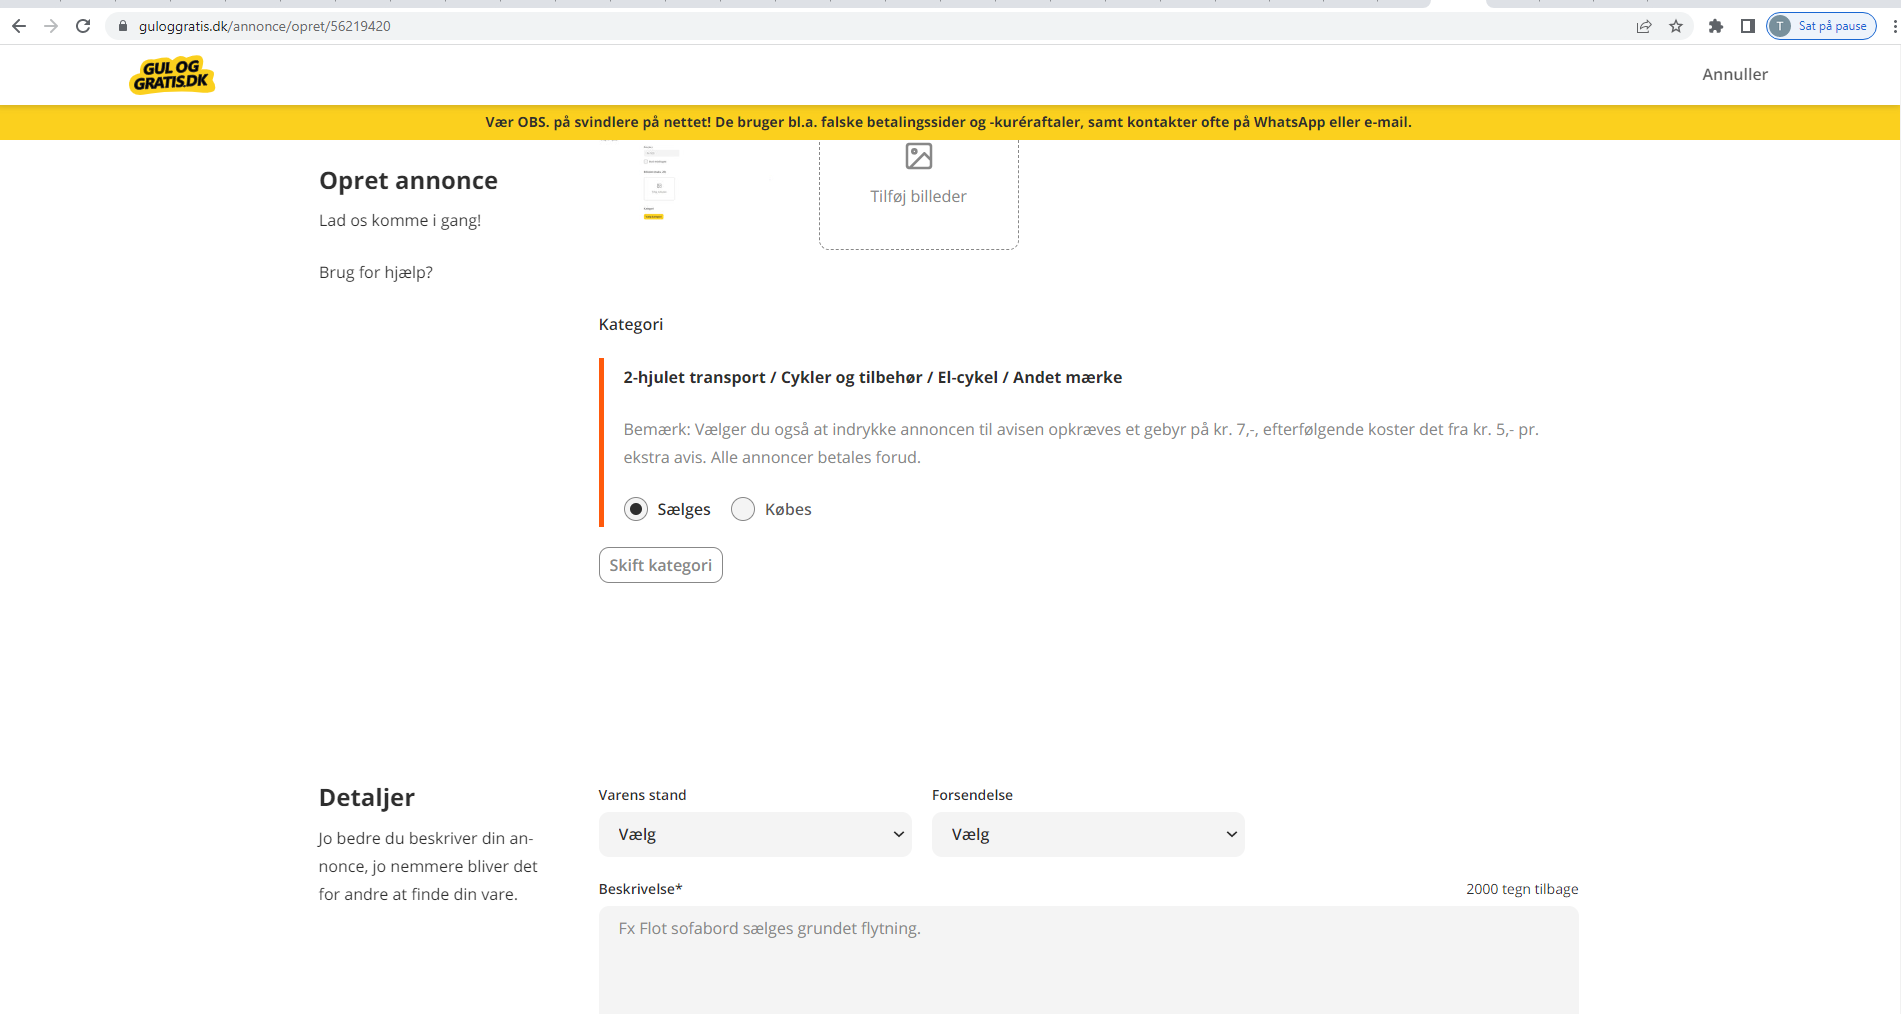 guloggratis.dk/annonce/opret/56219420
T Sat på pause
GUL OG
GRATIS.DK
Annuller
Vær OBS. på svindlere på nettet! De bruger bl.a. falske betalingssider og -kuréraftaler, samt kontakter ofte på WhatsApp eller e-mail.
Opret annonce
Lad os komme i gang!
Brug for hjælp?
Tilføj billeder
Kategori
2-hjulet transport / Cykler og tilbehør / El-cykel / Andet mærke
Bemærk: Vælger du også at indrykke annoncen til avisen opkræves et gebyr på kr. 7,-, efterfølgende koster det fra kr. 5,- pr.
ekstra avis. Alle annoncer betales forud.
Sælges Købes
Skift kategori
Detaljer
Jo bedre du beskriver din an-
nonce, jo nemmere bliver det
for andre at finde din vare.
Varens stand Forsendelse
Vælg Vælg
Beskrivelse* 2000 tegn tilbage
Fx Flot sofabord sælges grundet flytning.